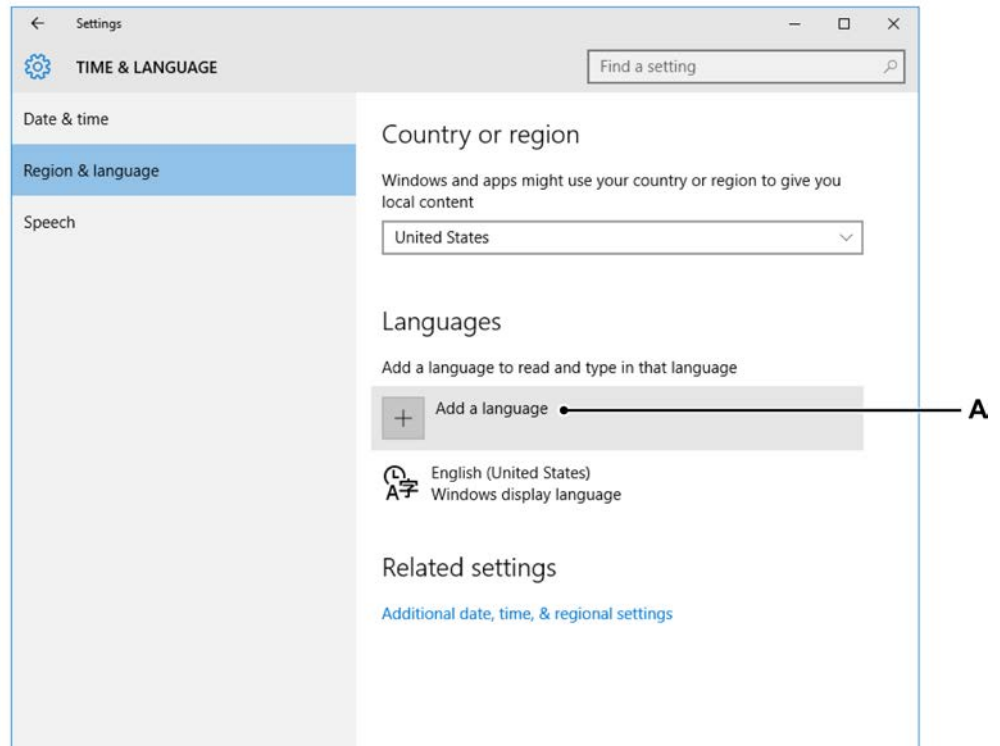 Settings
TIME & LANGUAGE
Find a setting
Date & time
Region & language
Speech
Country or region
Windows and apps might use your country or region to give you
local content
United States
Languages
Add a language to read and type in that language
Add a language
A
English (United States)
Windows display language
Related settings
Additional date, time, & regional settings